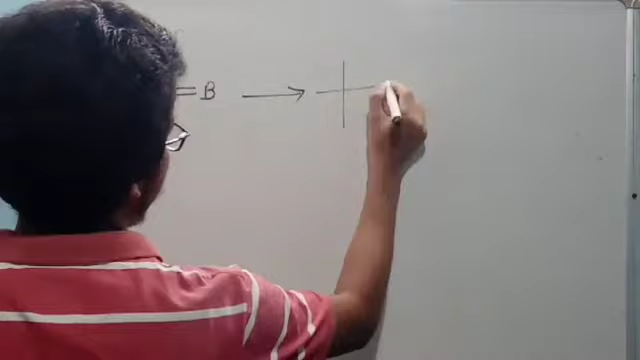 = B →